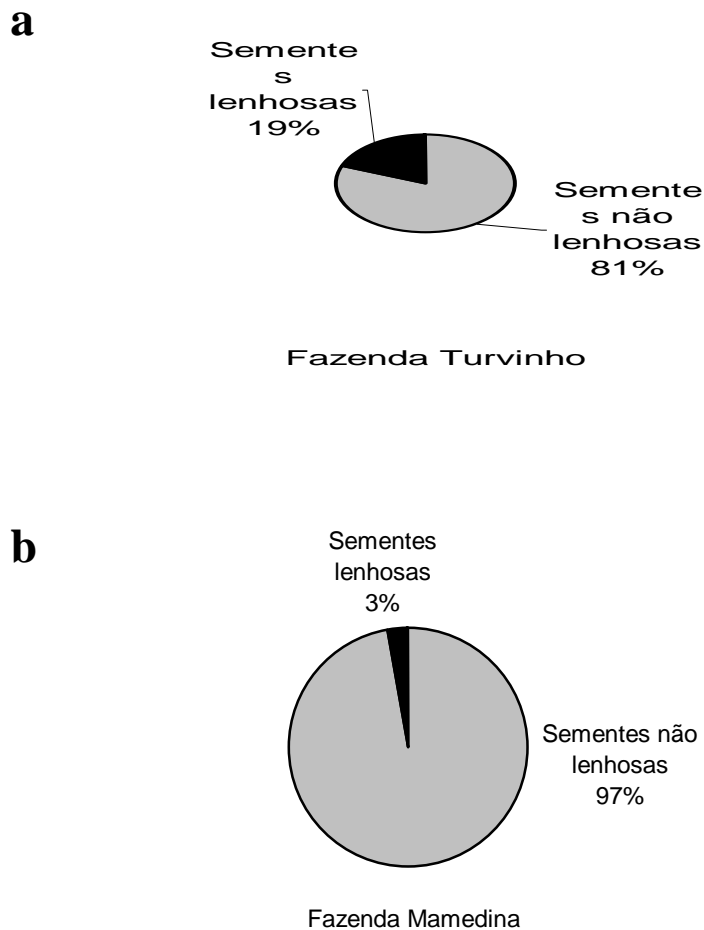 a
Semente
s
lenhosas
19%
Semente
s não
lenhosas
81%
Fazenda Turvinho
b
Sementes
lenhosas
3%
Sementes não
lenhosas
97%
Fazenda Mamedina